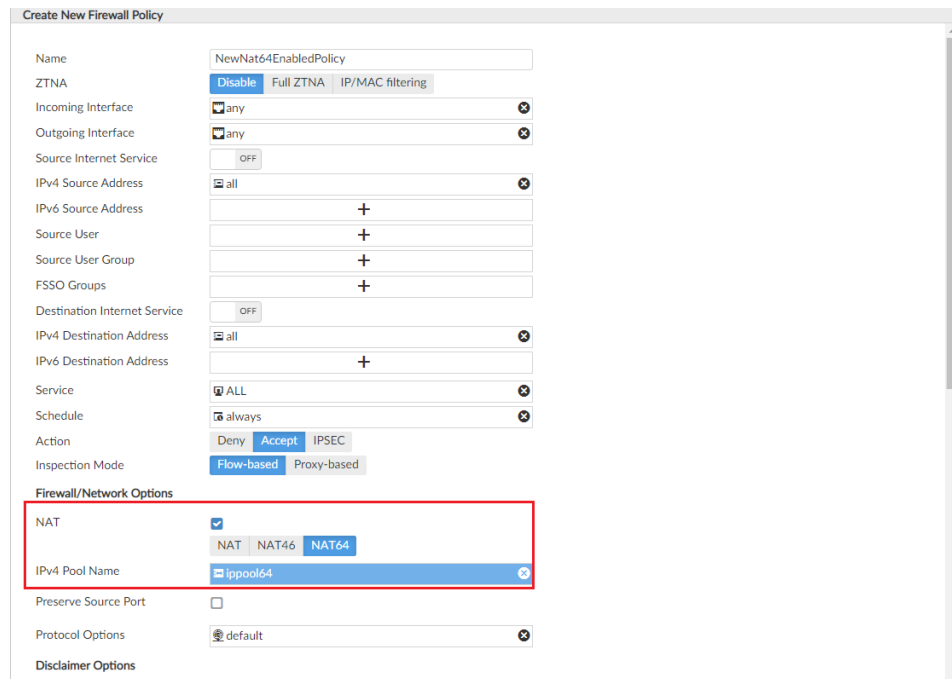 Create New Firewall Policy
Name NewNat64EnabledPolicy
ZTNA Disable Full ZTNA IP/MAC filtering
Incoming Interface any
Outgoing Interface any
Source Internet Service OFF
IPv4 Source Address all
IPv6 Source Address +
Source User +
Source User Group +
FSSO Groups +
Destination Internet Service OFF
IPv4 Destination Address all
IPv6 Destination Address +
Service ALL
Schedule always
Action Deny Accept IPSEC
Inspection Mode Flow-based Proxy-based
Firewall/Network Options
NAT
NAT NAT46 NAT64
IPv4 Pool Name ippool64
Preserve Source Port
Protocol Options default
Disclaimer Options